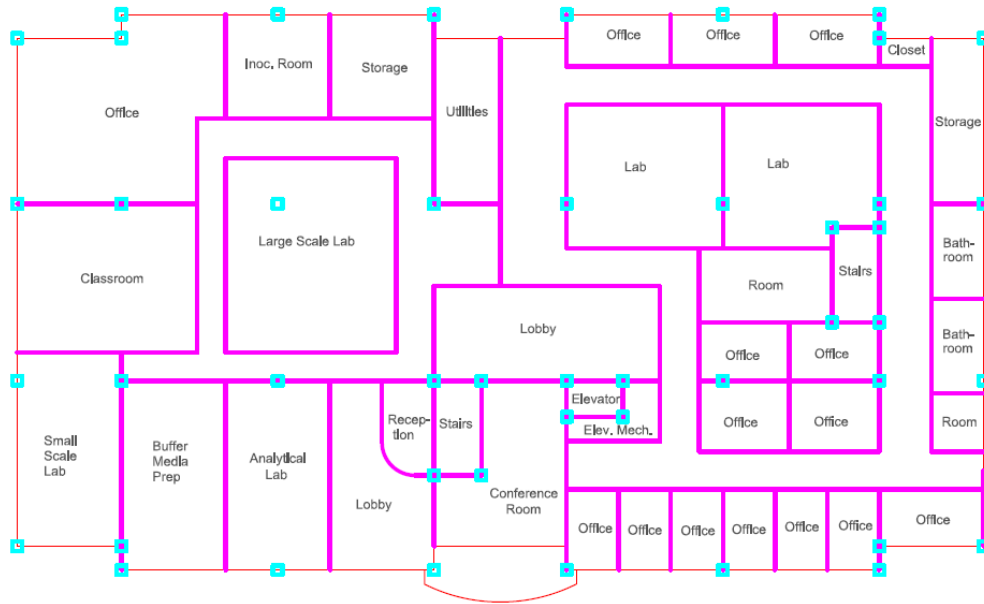 Office
Office
Office
Closet
Inoc. Room
Storage
Office
Utilities
Storage
Lab
Lab
Large Scale Lab
Bath-
room
Classroom
Room
Stairs
Lobby
Bath-
room
Office
Office
Elevator
Elev. Mech.
Recep-
tion
Stairs
Office
Office
Room
Small
Scale
Lab
Buffer
Media
Prep
Analytical
Lab
Lobby
Conference
Room
Office
Office
Office
Office
Office
Office
Office